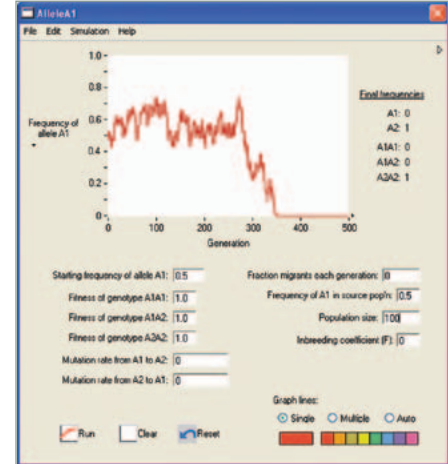 AlleleA1
File Edit Simulation Help
Frequency of
allele A1
1.0
0.8
0.6
0.4
0.2
0
0 100 200 300 400 500
Generation
Final frequencies
A1: 0
A2: 1
A1A1: 0
A1A2: 0
A2A2: 1
Starting frequency of allele A1: 0.5
Fitness of genotype A1A1: 1.0
Fitness of genotype A1A2: 1.0
Fitness of genotype A2A2: 1.0
Mutation rate from A1 to A2: 0
Mutation rate from A2 to A1: 0
Fraction migrants each generation: 0
Frequency of A1 in source pop'n: 0.5
Population size: 100
Inbreeding coefficient (F): 0
Graph lines:
Single Multiple Auto
Run Clear Reset